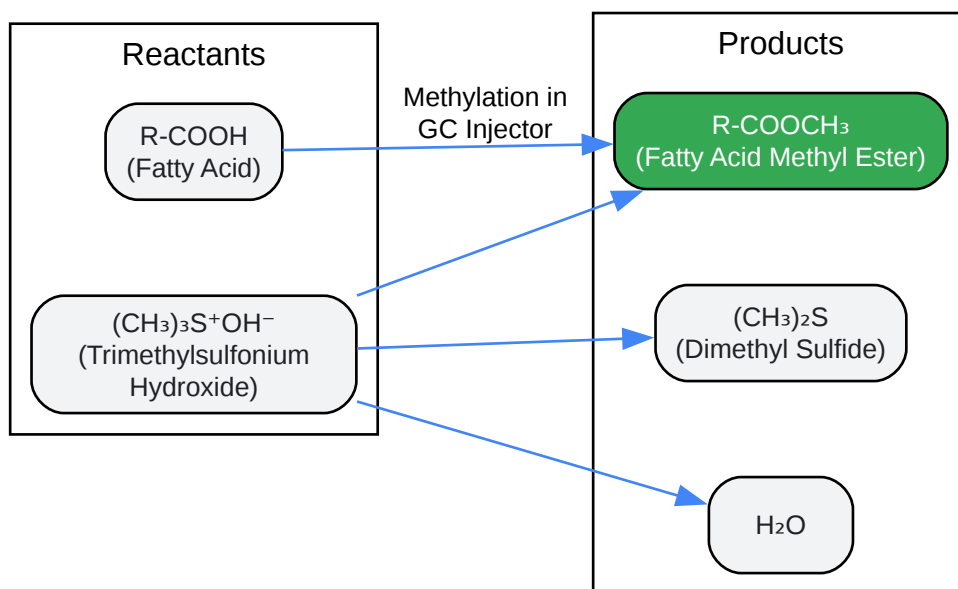 Reactants
Products
Methylation in
GC Injector
R-COOH
(Fatty Acid)
R-COOCH₃
(Fatty Acid Methyl Ester)
(CH₃)₃S⁺OH⁻
(Trimethylsulfonium
Hydroxide)
(CH₃)₂S
(Dimethyl Sulfide)
H₂O